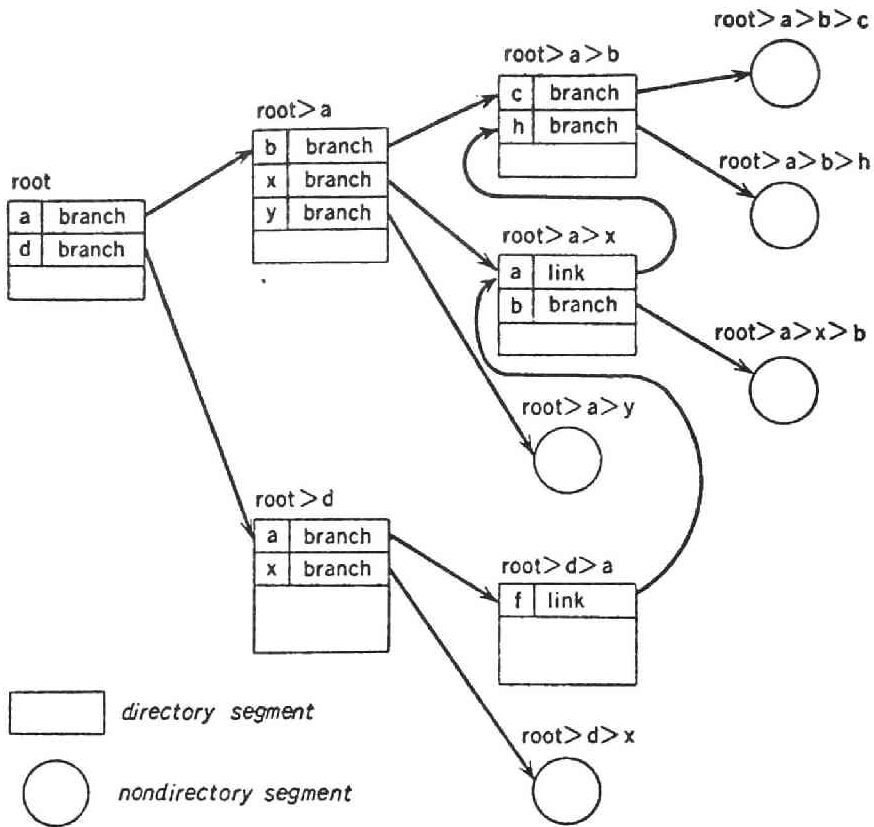 root
a branch
d branch
root>a
b branch
x branch
y branch
root>d
a branch
x branch
root>a>b
c branch
h branch
root>a>x
a link
b branch
root>a>y
root>d>a
f link
root>d>x
root>a>b>c
root>a>b>h
root>a>x>b
directory segment
nondirectory segment